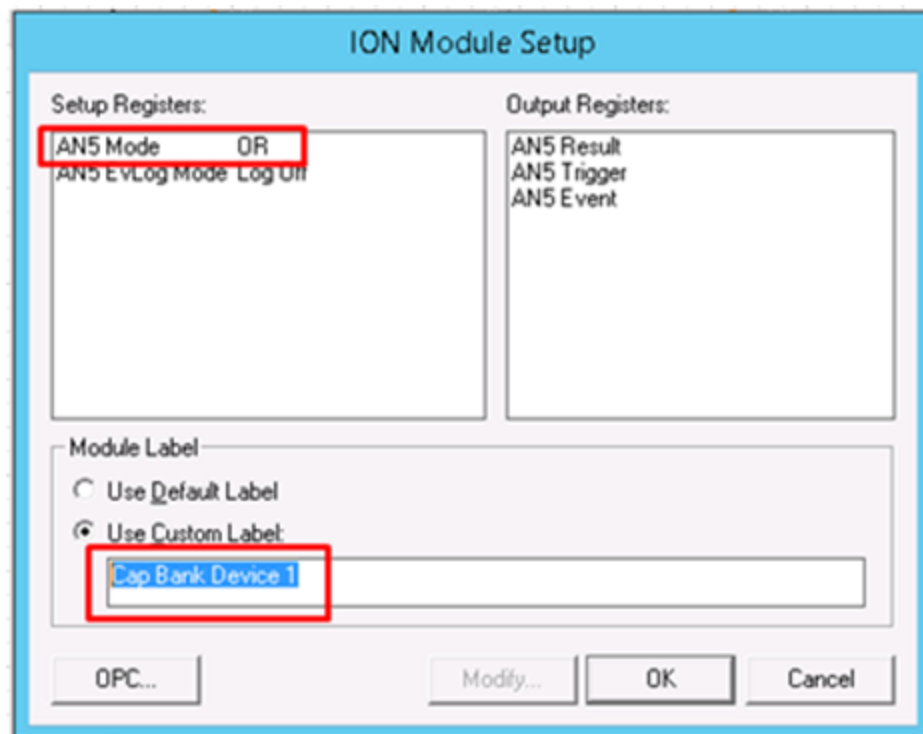 ION Module Setup
Setup Registers:
AN5 Mode OR
AN5 EvLog Mode Log Off
Output Registers:
AN5 Result
AN5 Trigger
AN5 Event
Module Label
Use Default Label
Use Custom Label:
Cap Bank Device 1
OPC... Modify... OK Cancel